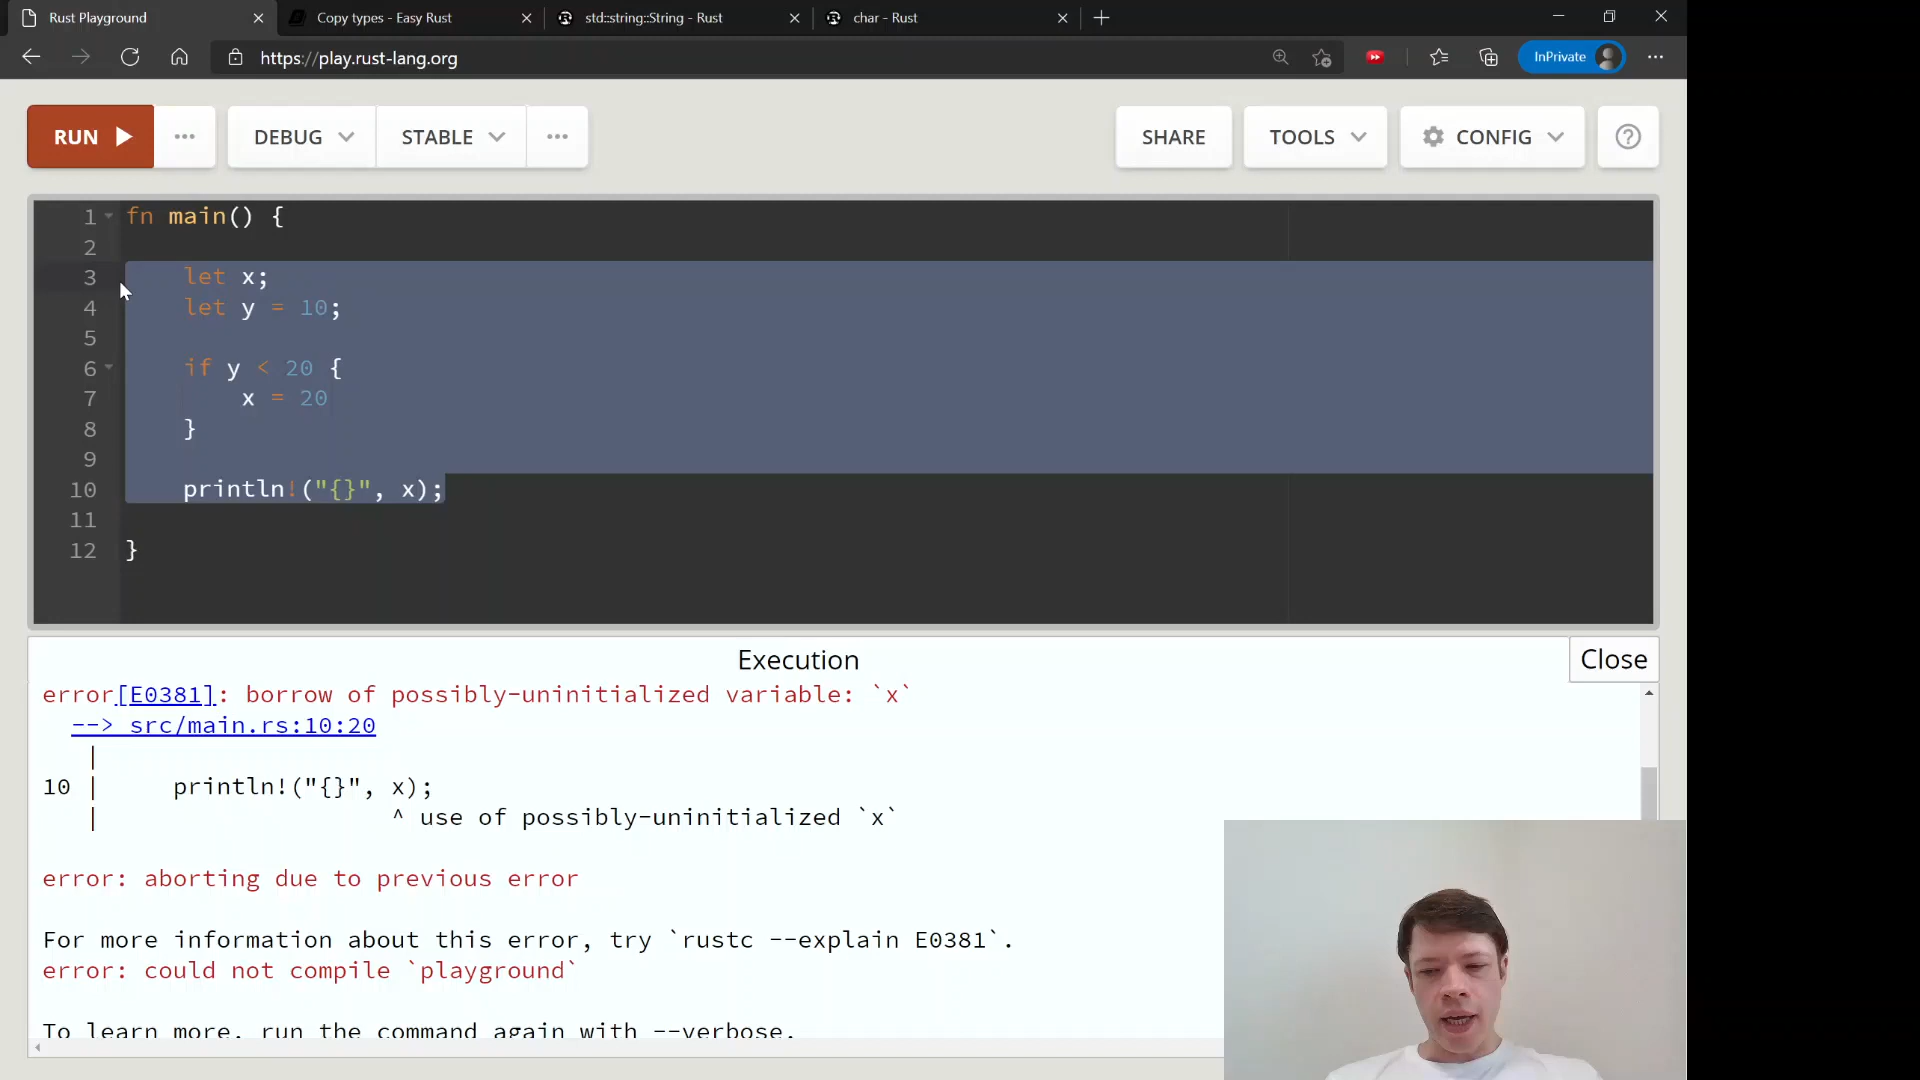 Rust Playground
Copy types - Easy Rust
std::string::String - Rust
char - Rust
https://play.rust-lang.org
InPrivate
RUN
DEBUG
STABLE
SHARE
TOOLS
CONFIG
1 fn main() {
2
3 let x;
4 let y = 10;
5
6 if y < 20 {
7 x = 20
8 }
9
10 println!("{}", x);
11
12 }
Execution
Close
error[E0381]: borrow of possibly-uninitialized variable: `x`
--> src/main.rs:10:20
|
10 | println!("{}", x);
| ^ use of possibly-uninitialized `x`
error: aborting due to previous error
For more information about this error, try `rustc --explain E0381`.
error: could not compile `playground`
To learn more, run the command again with --verbose.